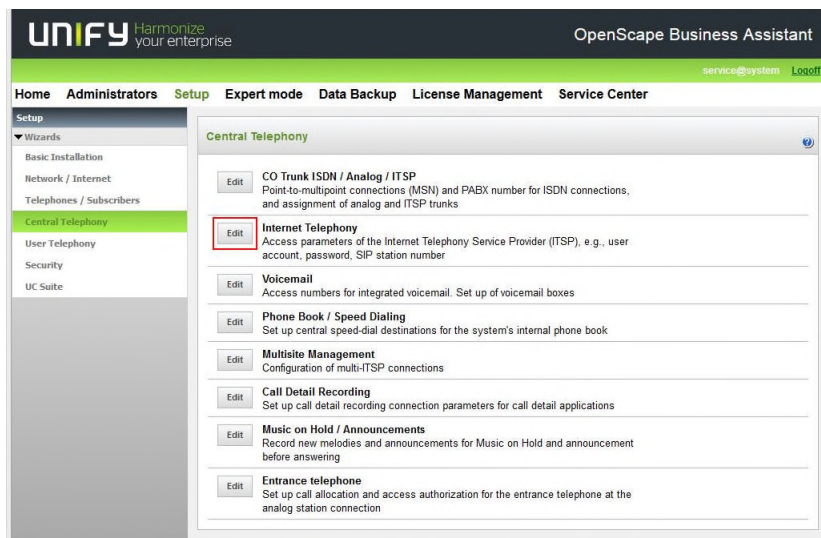 UNIFY Harmonize
your enterprise
OpenScape Business Assistant
service@system Logoff
Home Administrators Setup Expert mode Data Backup License Management Service Center
Setup
Wizards
Basic Installation
Network / Internet
Telephones / Subscribers
Central Telephony
User Telephony
Security
UC Suite
Central Telephony
Edit CO Trunk ISDN / Analog / ITSP
Point-to-multipoint connections (MSN) and PABX number for ISDN connections,
and assignment of analog and ITSP trunks
Edit Internet Telephony
Access parameters of the Internet Telephony Service Provider (ITSP), e.g., user
account, password, SIP station number
Edit Voicemail
Access numbers for integrated voicemail. Set up of voicemail boxes
Edit Phone Book / Speed Dialing
Set up central speed-dial destinations for the system's internal phone book
Edit Multisite Management
Configuration of multi-ITSP connections
Edit Call Detail Recording
Set up call detail recording connection parameters for call detail applications
Edit Music on Hold / Announcements
Record new melodies and announcements for Music on Hold and announcement
before answering
Edit Entrance telephone
Set up call allocation and access authorization for the entrance telephone at the
analog station connection